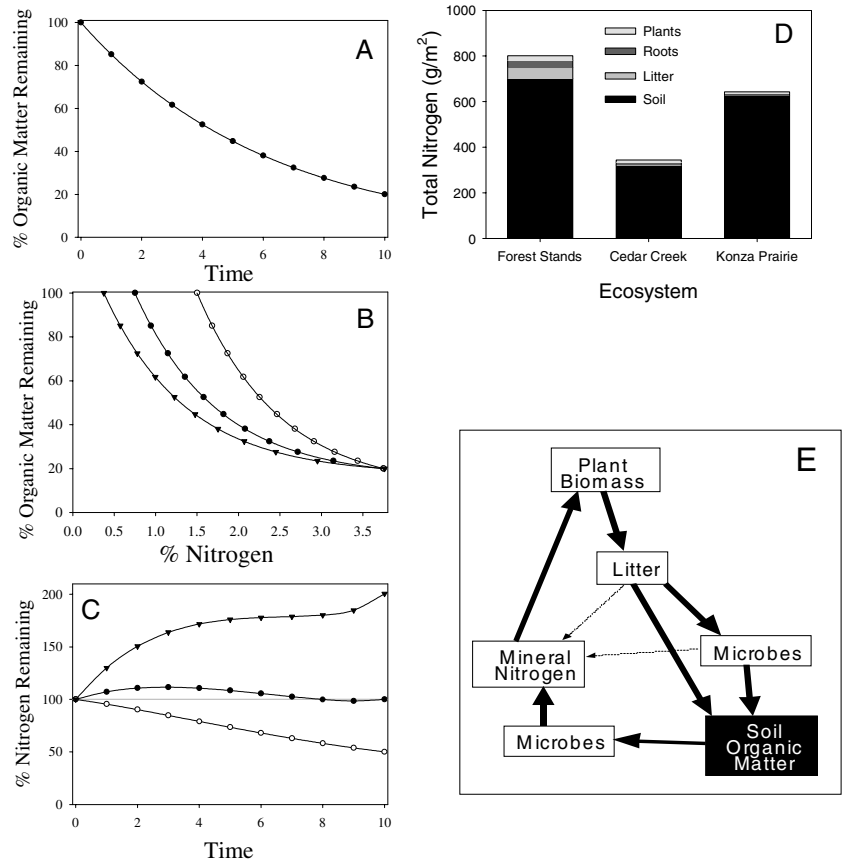 A
% Organic Matter Remaining
100
80
60
40
20
0
0 2 4 6 8 10
Time
B
% Organic Matter Remaining
100
80
60
40
20
0
0.0 0.5 1.0 1.5 2.0 2.5 3.0 3.5
% Nitrogen
C
% Nitrogen Remaining
200
150
100
50
0
0 2 4 6 8 10
Time
D
Total Nitrogen (g/m²)
1000
800
600
400
200
0
Plants
Roots
Litter
Soil
Forest Stands Cedar Creek Konza Prairie
Ecosystem
E
Plant
Biomass
Litter
Mineral
Nitrogen
Microbes
Microbes
Soil
Organic
Matter